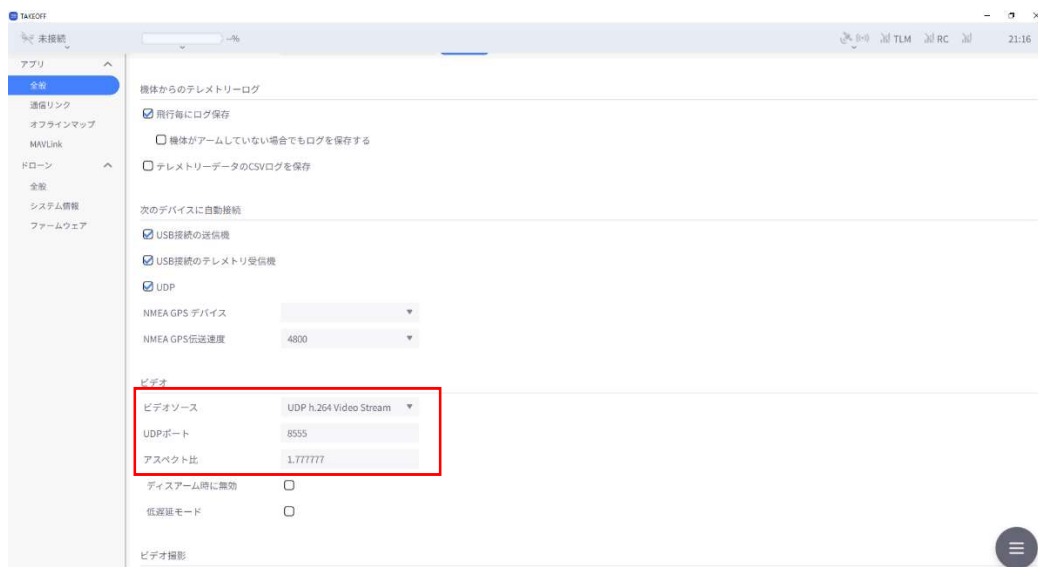 TAKEOFF
未接続
--%
TLM
RC
21:16
アプリ
全般
通信リンク
オフラインマップ
MAVLink
ドローン
全般
システム情報
ファームウェア
機体からのテレメトリーログ
飛行毎にログ保存
機体がアームしていない場合でもログを保存する
テレメトリーデータのCSVログを保存
次のデバイスに自動接続
USB接続の送信機
USB接続のテレメトリ受信機
UDP
NMEA GPS デバイス
NMEA GPS伝送速度 4800
ビデオ
ビデオソース UDP h.264 Video Stream
UDPポート 8555
アスペクト比 1.777777
ディスアーム時に無効
低遅延モード
ビデオ撮影